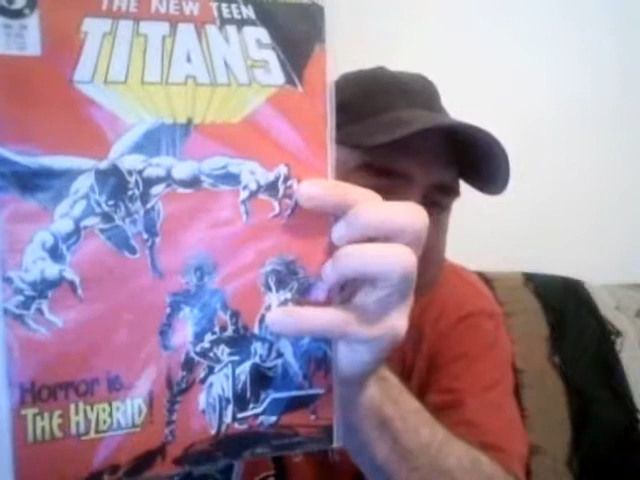 THE NEW TEEN
TITANS
Horror is...
THE HYBRID!